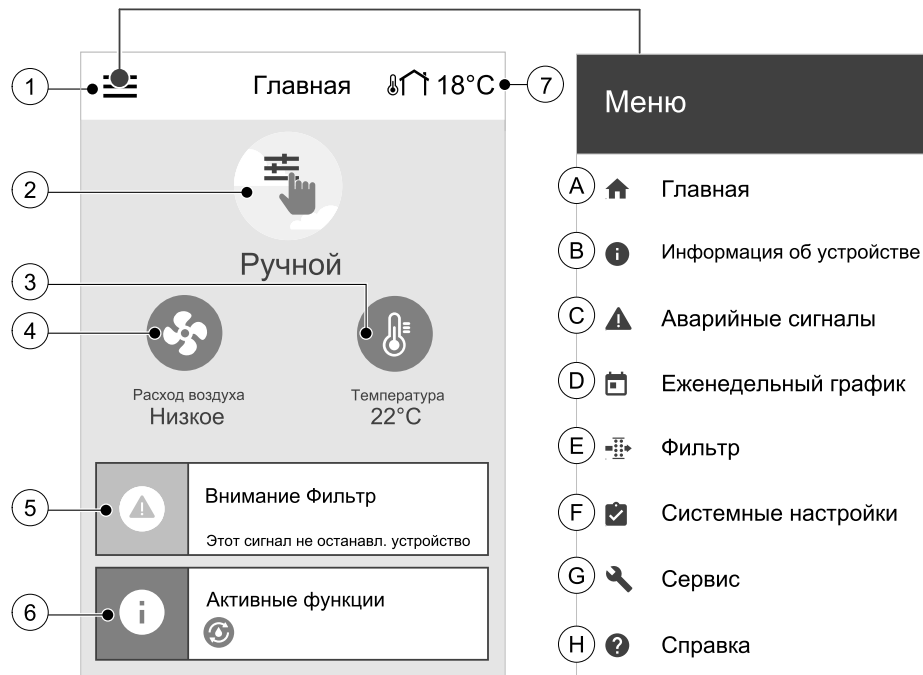 1
Главная
18°C
7
2
Ручной
3
4
Расход воздуха
Низкое
Температура
22°C
5
Внимание Фильтр
Этот сигнал не останавл. устройство
6
Активные функции
Меню
A
Главная
B
Информация об устройстве
C
Аварийные сигналы
D
Еженедельный график
E
Фильтр
F
Системные настройки
G
Сервис
H
Справка